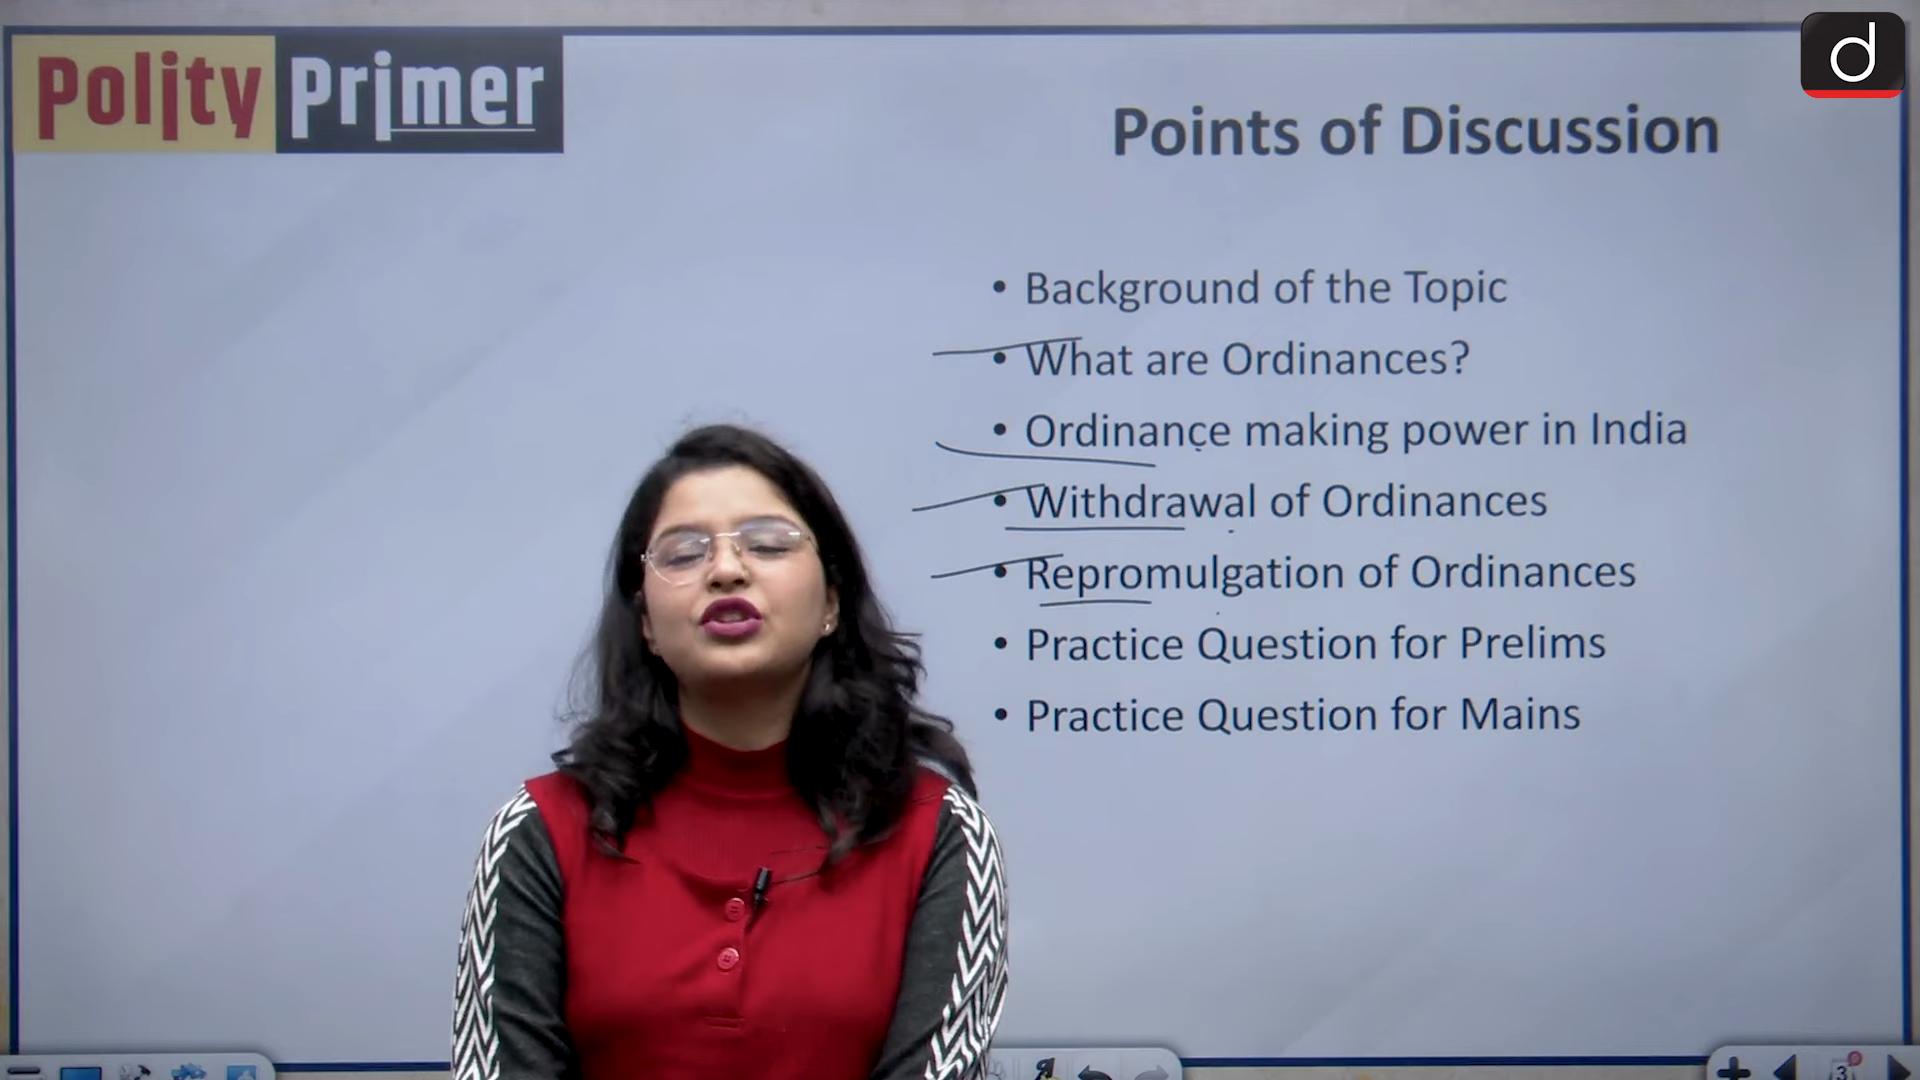 Polity Primer
d
Points of Discussion
• Background of the Topic
• What are Ordinances?
• Ordinance making power in India
• Withdrawal of Ordinances
• Repromulgation of Ordinances
• Practice Question for Prelims
• Practice Question for Mains
3